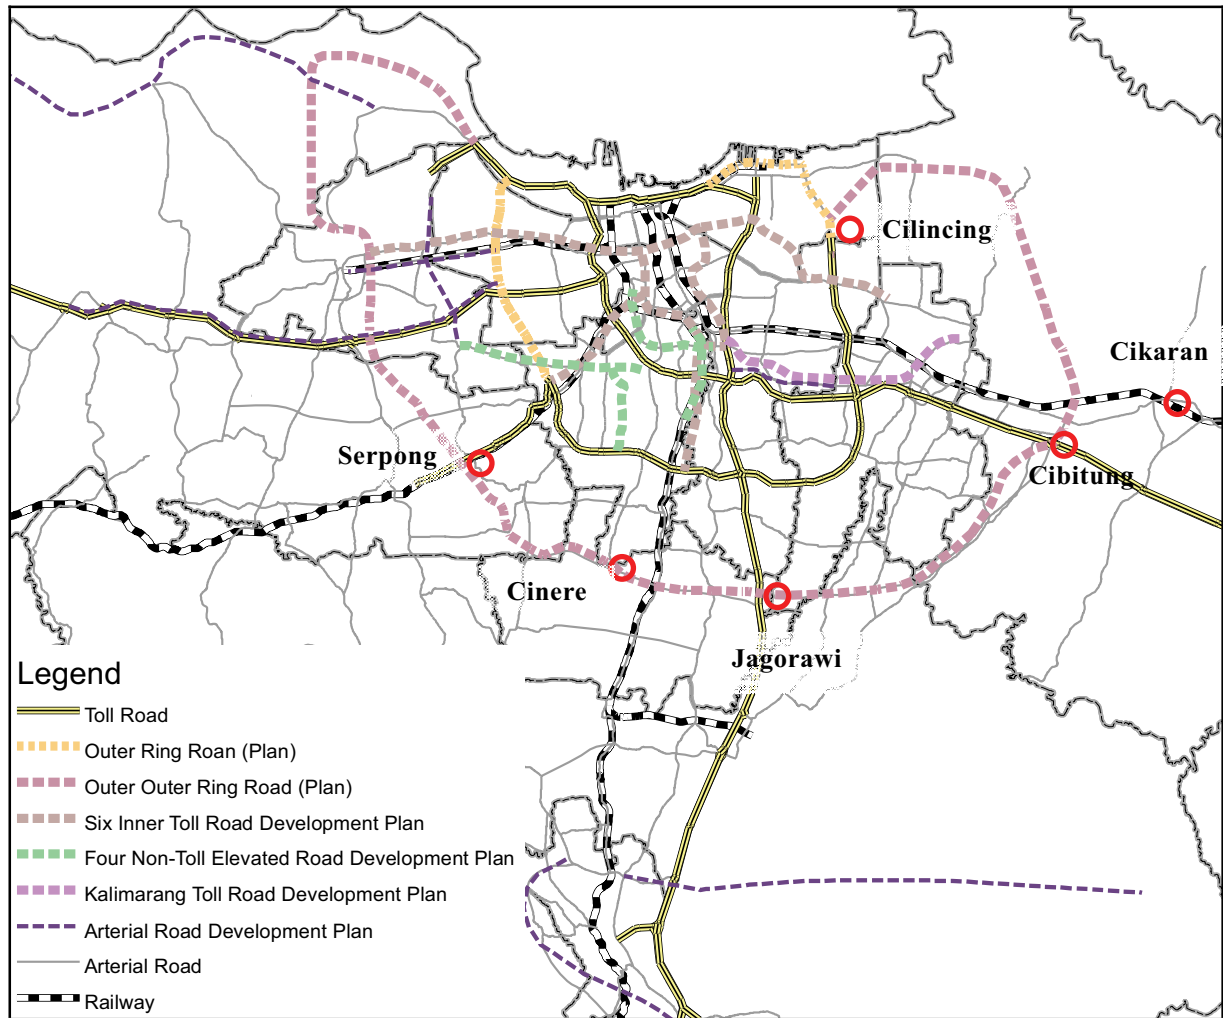 Cilincing
Cikaran
Serpong
Cibitung
Cinere
Jagorawi
Legend
Toll Road
Outer Ring Roan (Plan)
Outer Outer Ring Road (Plan)
Six Inner Toll Road Development Plan
Four Non-Toll Elevated Road Development Plan
Kalimarang Toll Road Development Plan
Arterial Road Development Plan
Arterial Road
Railway